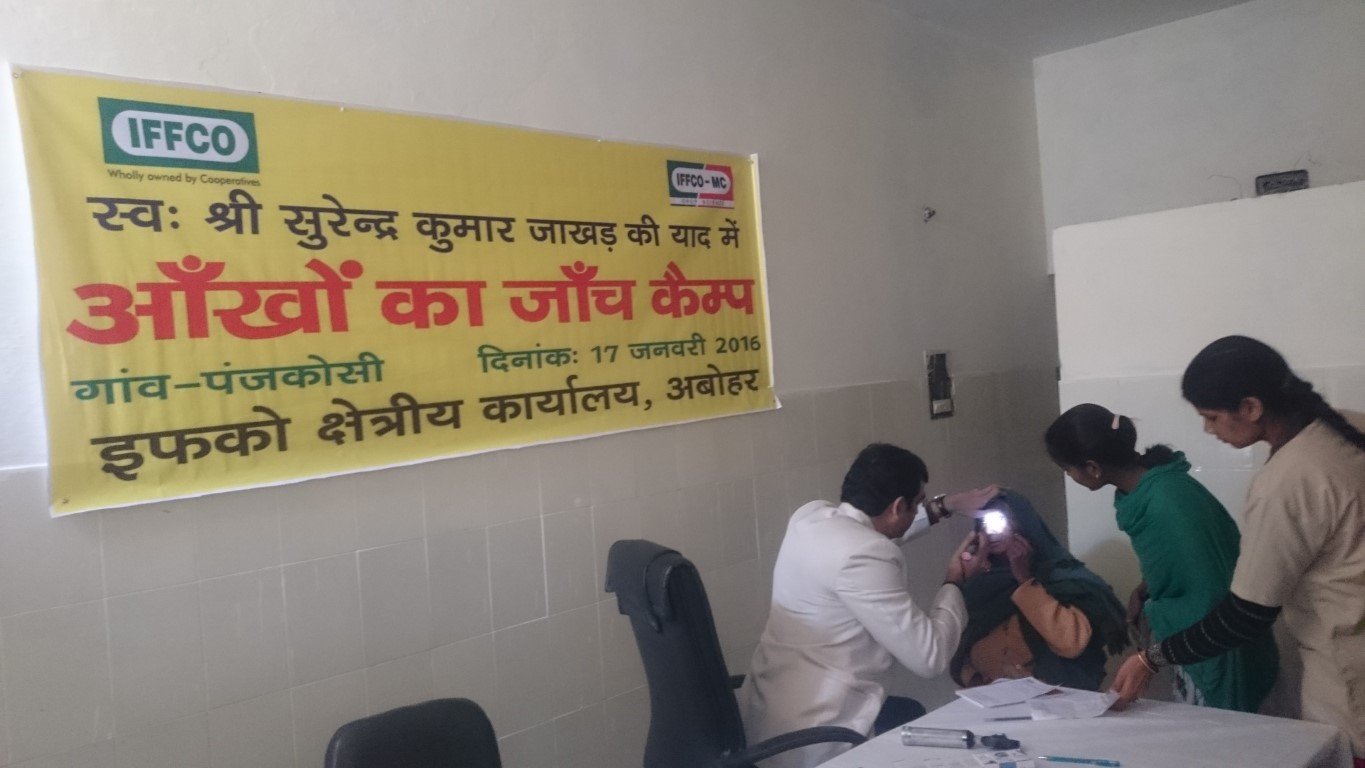 IFFCO
Wholly owned by Cooperatives
IFFCO-MC
स्वः श्री सुरेन्द्र कुमार जाखड़ की याद में
आँखों का जाँच कैम्प
गांव-पंजकोसी दिनांकः 17 जनवरी 2016
इफको क्षेत्रीय कार्यालय, अबोहर